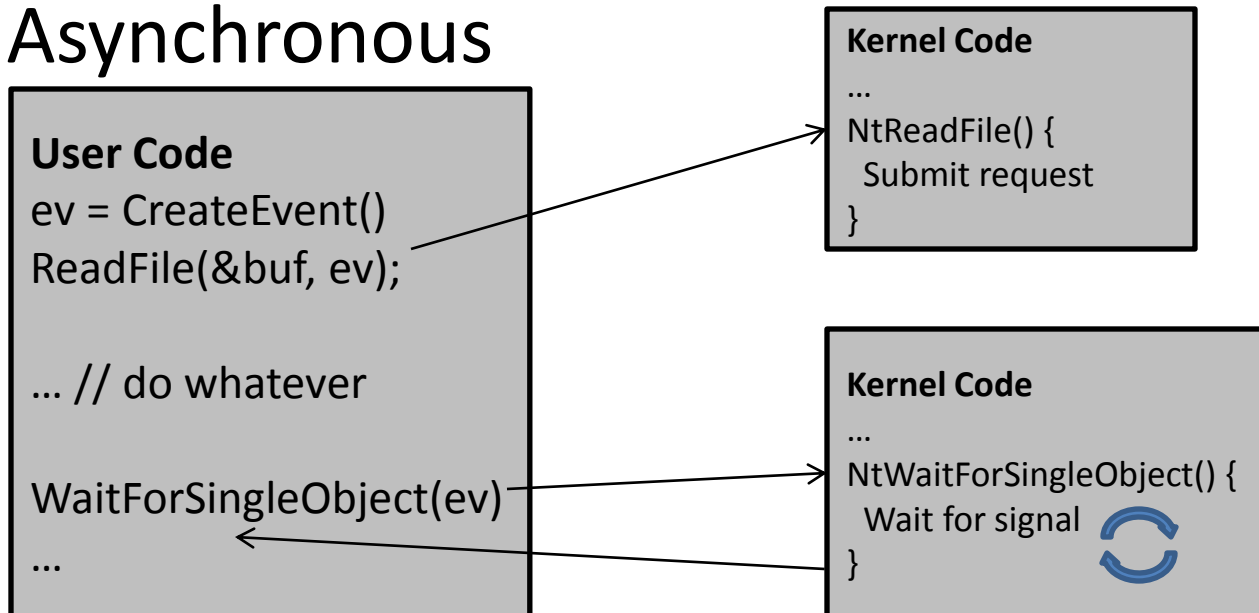 Asynchronous
User Code
ev = CreateEvent()
ReadFile(&buf, ev);
… // do whatever
WaitForSingleObject(ev)
…
Kernel Code
…
NtReadFile() {
Submit request
}
Kernel Code
…
NtWaitForSingleObject() {
Wait for signal
}